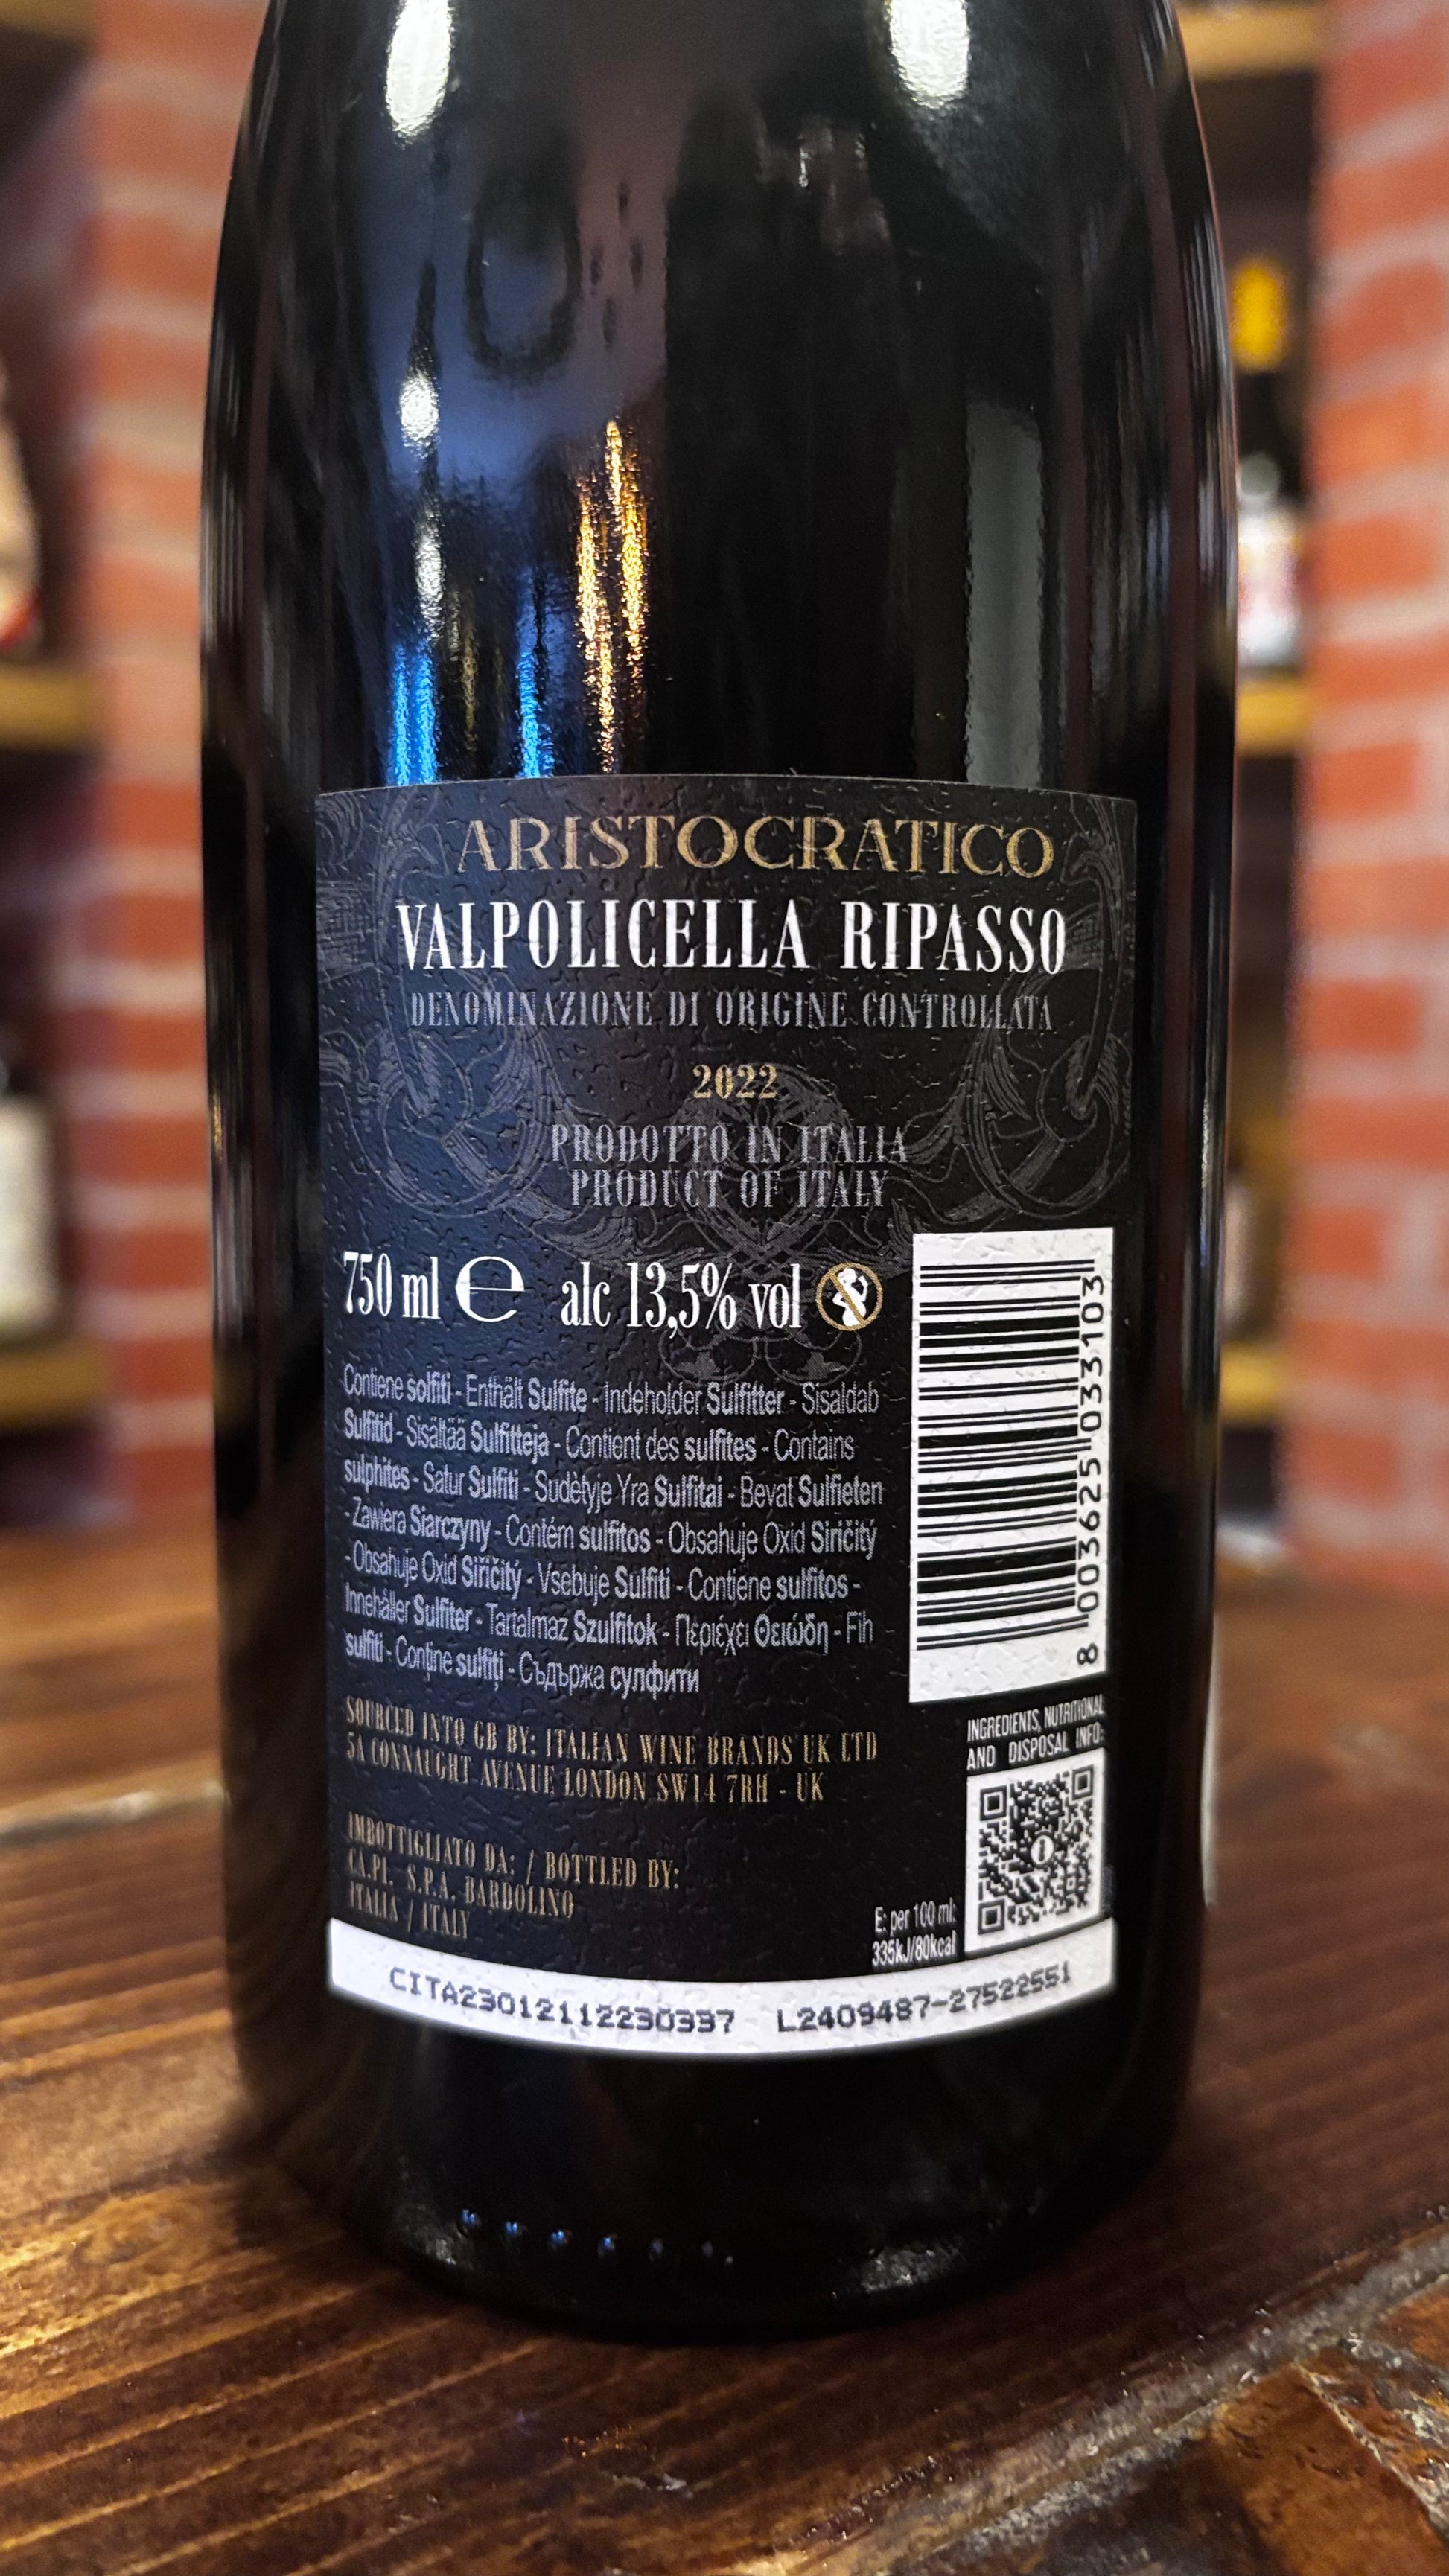 ARISTOCRATICO
VALPOLICELLA RIPASSO
DENOMINAZIONE DI ORIGINE CONTROLLATA
2022
PRODOTTO IN ITALIA
PRODUCT OF ITALY
750 ml e alc 13,5% vol
Contiene solfiti - Enthält Sulfite - Indeholder Sulfitter - Sisaldab
Sulfitid - Sisältää Sulfitteja - Contient des sulfites - Contains
sulphites - Satur Sulfiti - Sudėtyje Yra Sulfitai - Bevat Sulfieten
- Zawiera Siarczyny - Contém sulfitos - Obsahuje Oxid Siričitý
- Obsahuje Oxid Siřičitý - Vsebuje Sulfiti - Contiene sulfitos -
Innehåller Sulfiter - Tartalmaz Szulfitok - Περιέχει Θειώδη - Fih
sulfiti - Conține sulfiți - Съдържа сулфити
SOURCED INTO GB BY: ITALIAN WINE BRANDS UK LTD
5A CONNAUGHT AVENUE LONDON SW14 7RH - UK
IMBOTTIGLIATO DA: / BOTTLED BY:
CA.PI. S.P.A. BARDOLINO
ITALIA / ITALY
8 003625 033103
INGREDIENTS, NUTRITIONAL
AND DISPOSAL INFO:
E: per 100 ml:
335kJ/80kcal
CITA23012112230337 L2409487-27522551